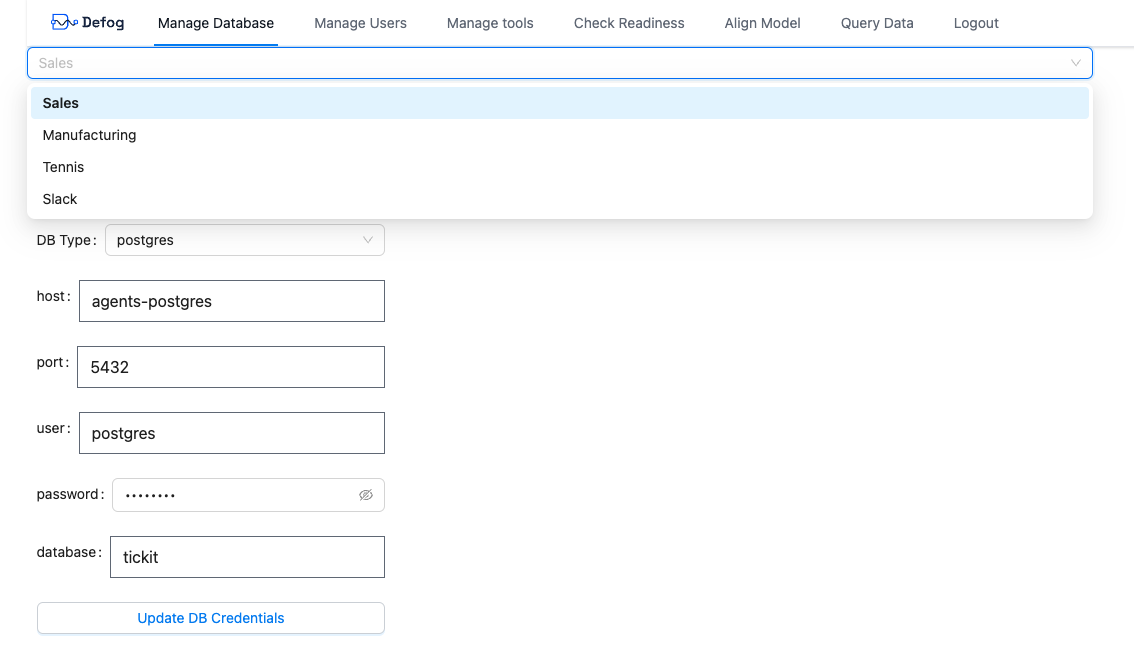 Defog Manage Database Manage Users Manage tools Check Readiness Align Model Query Data Logout
Sales
Sales
Manufacturing
Tennis
Slack
DB Type: postgres
host: agents-postgres
port: 5432
user: postgres
password: ••••••••
database: tickit
Update DB Credentials